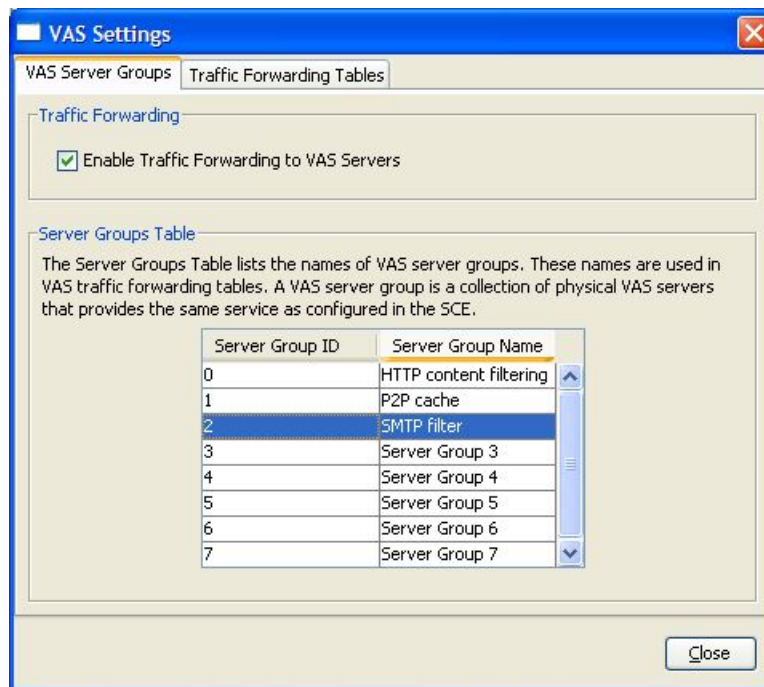 VAS Settings
VAS Server Groups Traffic Forwarding Tables
Traffic Forwarding
Enable Traffic Forwarding to VAS Servers
Server Groups Table
The Server Groups Table lists the names of VAS server groups. These names are used in
VAS traffic forwarding tables. A VAS server group is a collection of physical VAS servers
that provides the same service as configured in the SCE.
Server Group ID Server Group Name
0 HTTP content filtering
1 P2P cache
2 SMTP filter
3 Server Group 3
4 Server Group 4
5 Server Group 5
6 Server Group 6
7 Server Group 7
Close